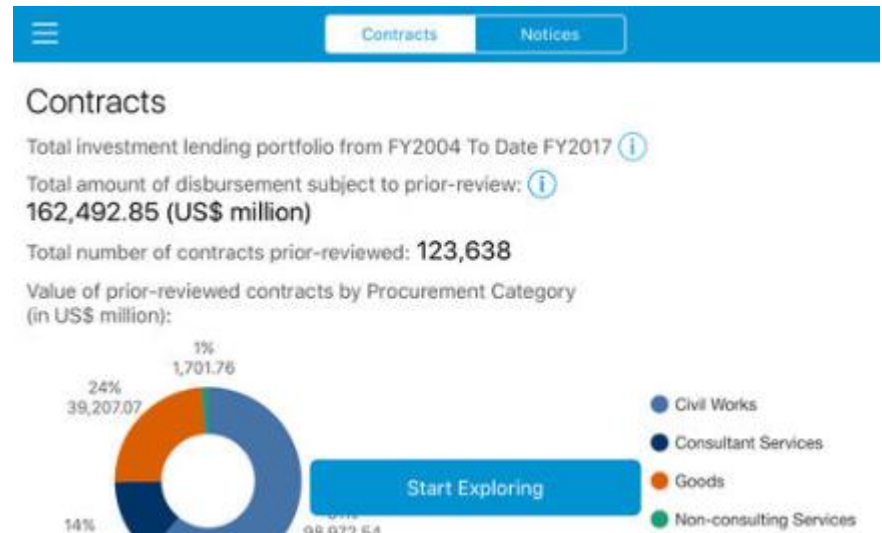 Contracts
Notices
Contracts
Total investment lending portfolio from FY2004 To Date FY2017
Total amount of disbursement subject to prior-review:
162,492.85 (US$ million)
Total number of contracts prior-reviewed: 123,638
Value of prior-reviewed contracts by Procurement Category
(in US$ million):
1%
1,701.76
24%
39,207.07
Civil Works
Consultant Services
Start Exploring
Goods
14%
98,972.54
Non-consulting Services